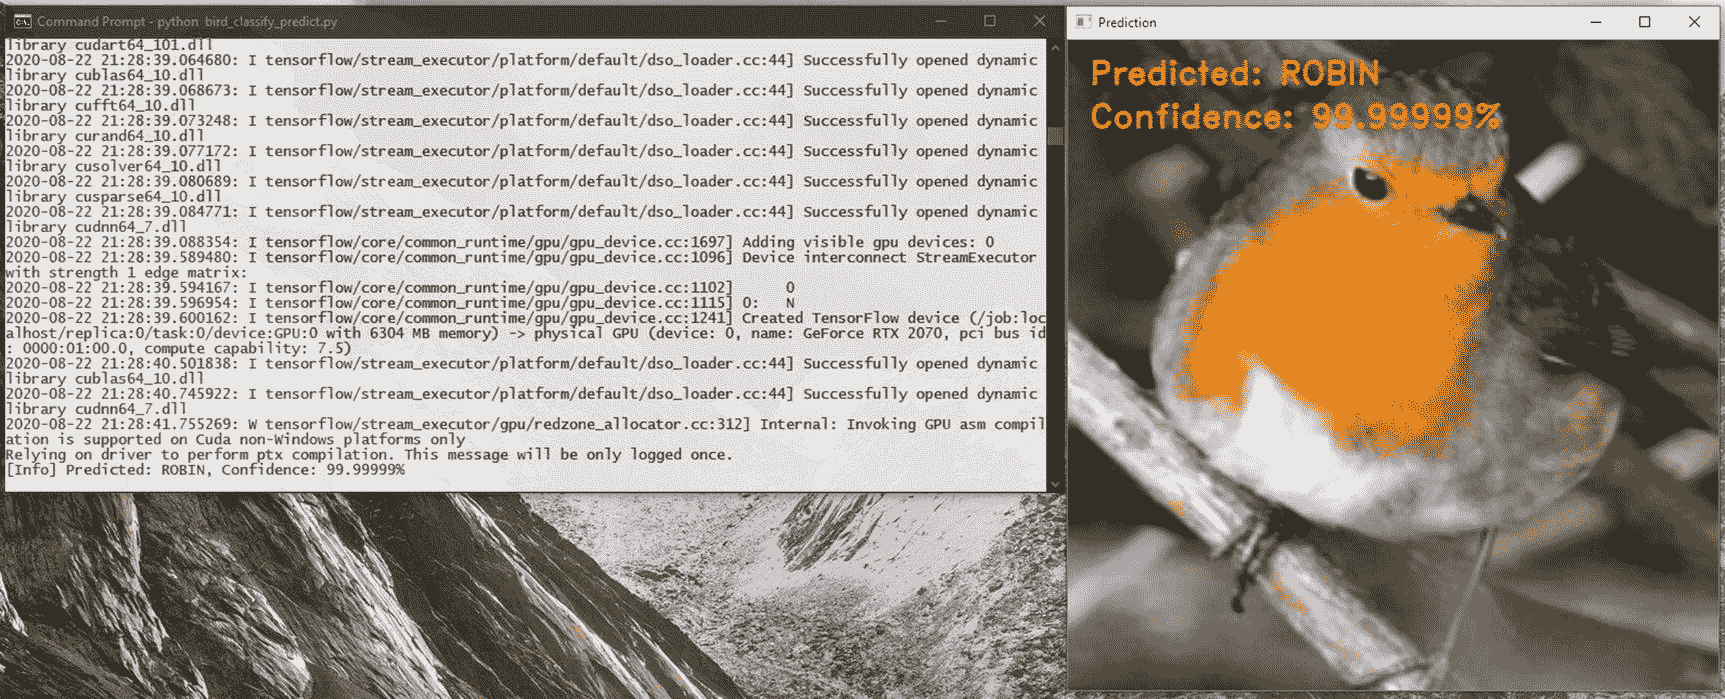 Command Prompt - python bird_classify_predict.py
library cudart64_101.dll
2020-08-22 21:28:39.064680: I tensorflow/stream_executor/platform/default/dso_loader.cc:44] Successfully opened dynamic
library cublas64_10.dll
2020-08-22 21:28:39.068673: I tensorflow/stream_executor/platform/default/dso_loader.cc:44] Successfully opened dynamic
library cufft64_10.dll
2020-08-22 21:28:39.073248: I tensorflow/stream_executor/platform/default/dso_loader.cc:44] Successfully opened dynamic
library curand64_10.dll
2020-08-22 21:28:39.077172: I tensorflow/stream_executor/platform/default/dso_loader.cc:44] Successfully opened dynamic
library cusolver64_10.dll
2020-08-22 21:28:39.080689: I tensorflow/stream_executor/platform/default/dso_loader.cc:44] Successfully opened dynamic
library cusparse64_10.dll
2020-08-22 21:28:39.084771: I tensorflow/stream_executor/platform/default/dso_loader.cc:44] Successfully opened dynamic
library cudnn64_7.dll
2020-08-22 21:28:39.088354: I tensorflow/core/common_runtime/gpu/gpu_device.cc:1697] Adding visible gpu devices: 0
2020-08-22 21:28:39.589480: I tensorflow/core/common_runtime/gpu/gpu_device.cc:1096] Device interconnect StreamExecutor
with strength 1 edge matrix:
2020-08-22 21:28:39.594167: I tensorflow/core/common_runtime/gpu/gpu_device.cc:1102]      0
2020-08-22 21:28:39.596954: I tensorflow/core/common_runtime/gpu/gpu_device.cc:1115] 0:   N
2020-08-22 21:28:39.600162: I tensorflow/core/common_runtime/gpu/gpu_device.cc:1241] Created TensorFlow device (/job:loc
alhost/replica:0/task:0/device:GPU:0 with 6304 MB memory) -> physical GPU (device: 0, name: GeForce RTX 2070, pci bus id
: 0000:01:00.0, compute capability: 7.5)
2020-08-22 21:28:40.501838: I tensorflow/stream_executor/platform/default/dso_loader.cc:44] Successfully opened dynamic
library cublas64_10.dll
2020-08-22 21:28:40.745922: I tensorflow/stream_executor/platform/default/dso_loader.cc:44] Successfully opened dynamic
library cudnn64_7.dll
2020-08-22 21:28:41.755269: W tensorflow/stream_executor/gpu/redzone_allocator.cc:312] Internal: Invoking GPU asm compil
ation is supported on Cuda non-Windows platforms only
Relying on driver to perform ptx compilation. This message will be only logged once.
[Info] Predicted: ROBIN, Confidence: 99.99999%
Prediction
Predicted: ROBIN
Confidence: 99.99999%